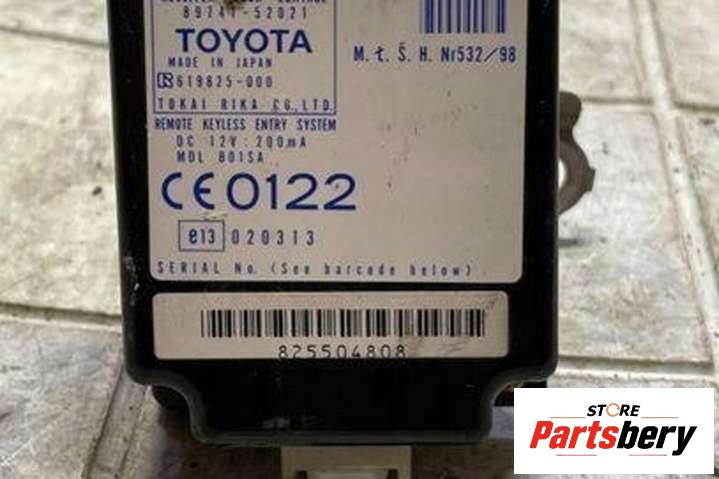 89741-52021
TOYOTA
MADE IN JAPAN
R 619825-000
TOKAI RIKA CO.,LTD.
M.t.S.H. Nr532/98
REMOTE KEYLESS ENTRY SYSTEM
DC 12V: 200mA
MDL B01SA
CE0122
e13 020313
SERIAL No. (See barcode below)
825504808
STORE
Partsbery